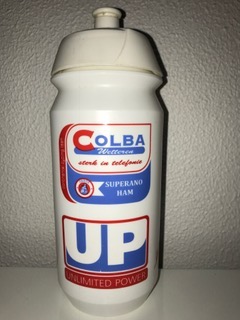 COLBA
Wetteren
sterk in telefonie
SUPERANO
HAM
UP
UNLIMITED POWER